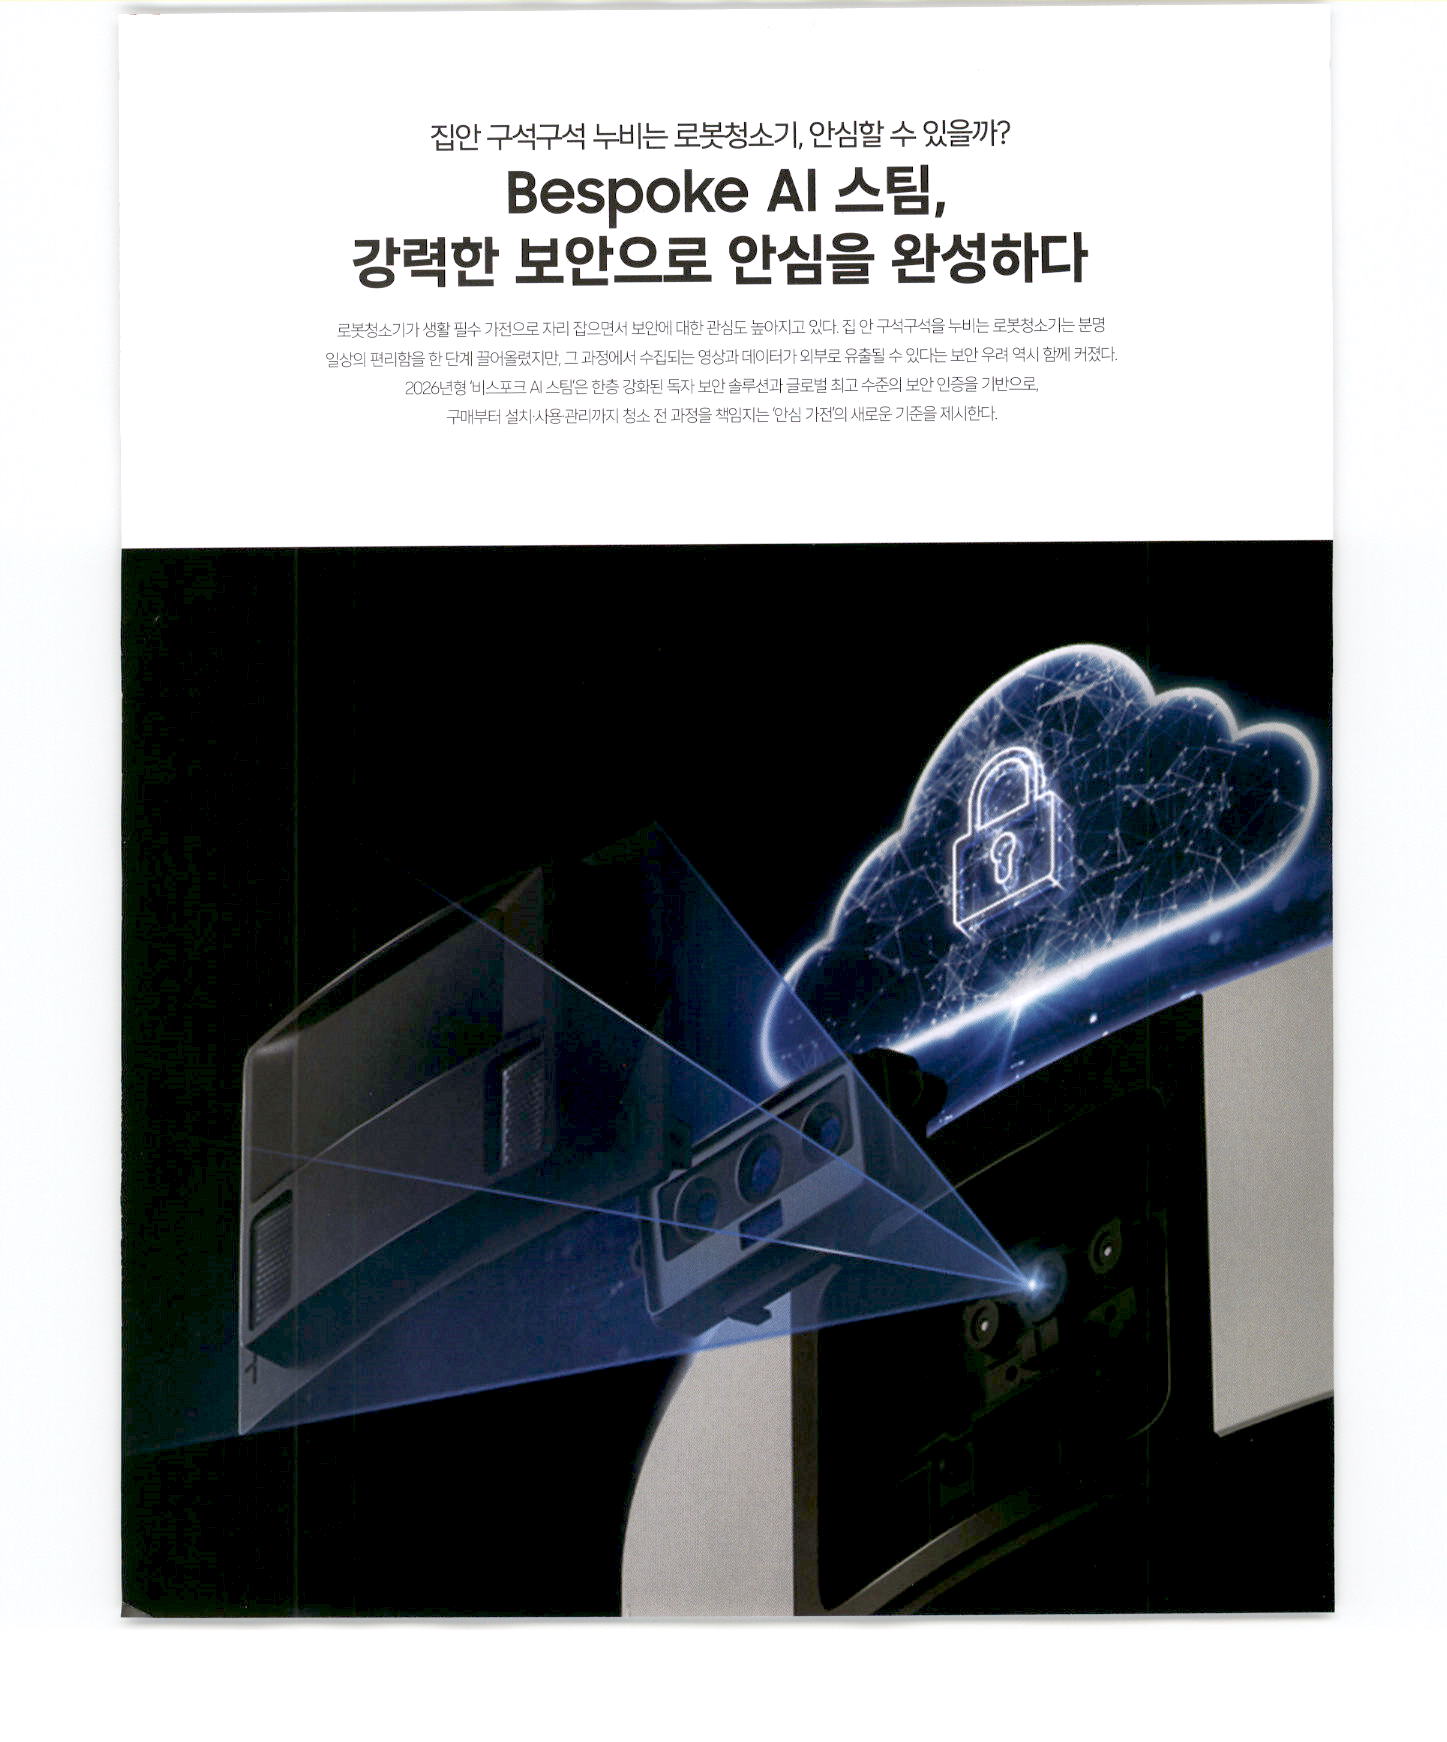 집안 구석구석 누비는 로봇청소기, 안심할 수 있을까?
Bespoke AI 스팀,
강력한 보안으로 안심을 완성하다
로봇청소기가 생활 필수 가전으로 자리 잡으면서 보안에 대한 관심도 높아지고 있다. 집 안 구석구석을 누비는 로봇청소기는 분명
일상의 편리함을 한 단계 끌어올렸지만, 그 과정에서 수집되는 영상과 데이터가 외부로 유출될 수 있다는 보안 우려 역시 함께 커졌다.
2026년형 '비스포크 AI 스팀'은 한층 강화된 독자 보안 솔루션과 글로벌 최고 수준의 보안 인증을 기반으로,
구매부터 설치·사용·관리까지 청소 전 과정을 책임지는 '안심 가전'의 새로운 기준을 제시한다.